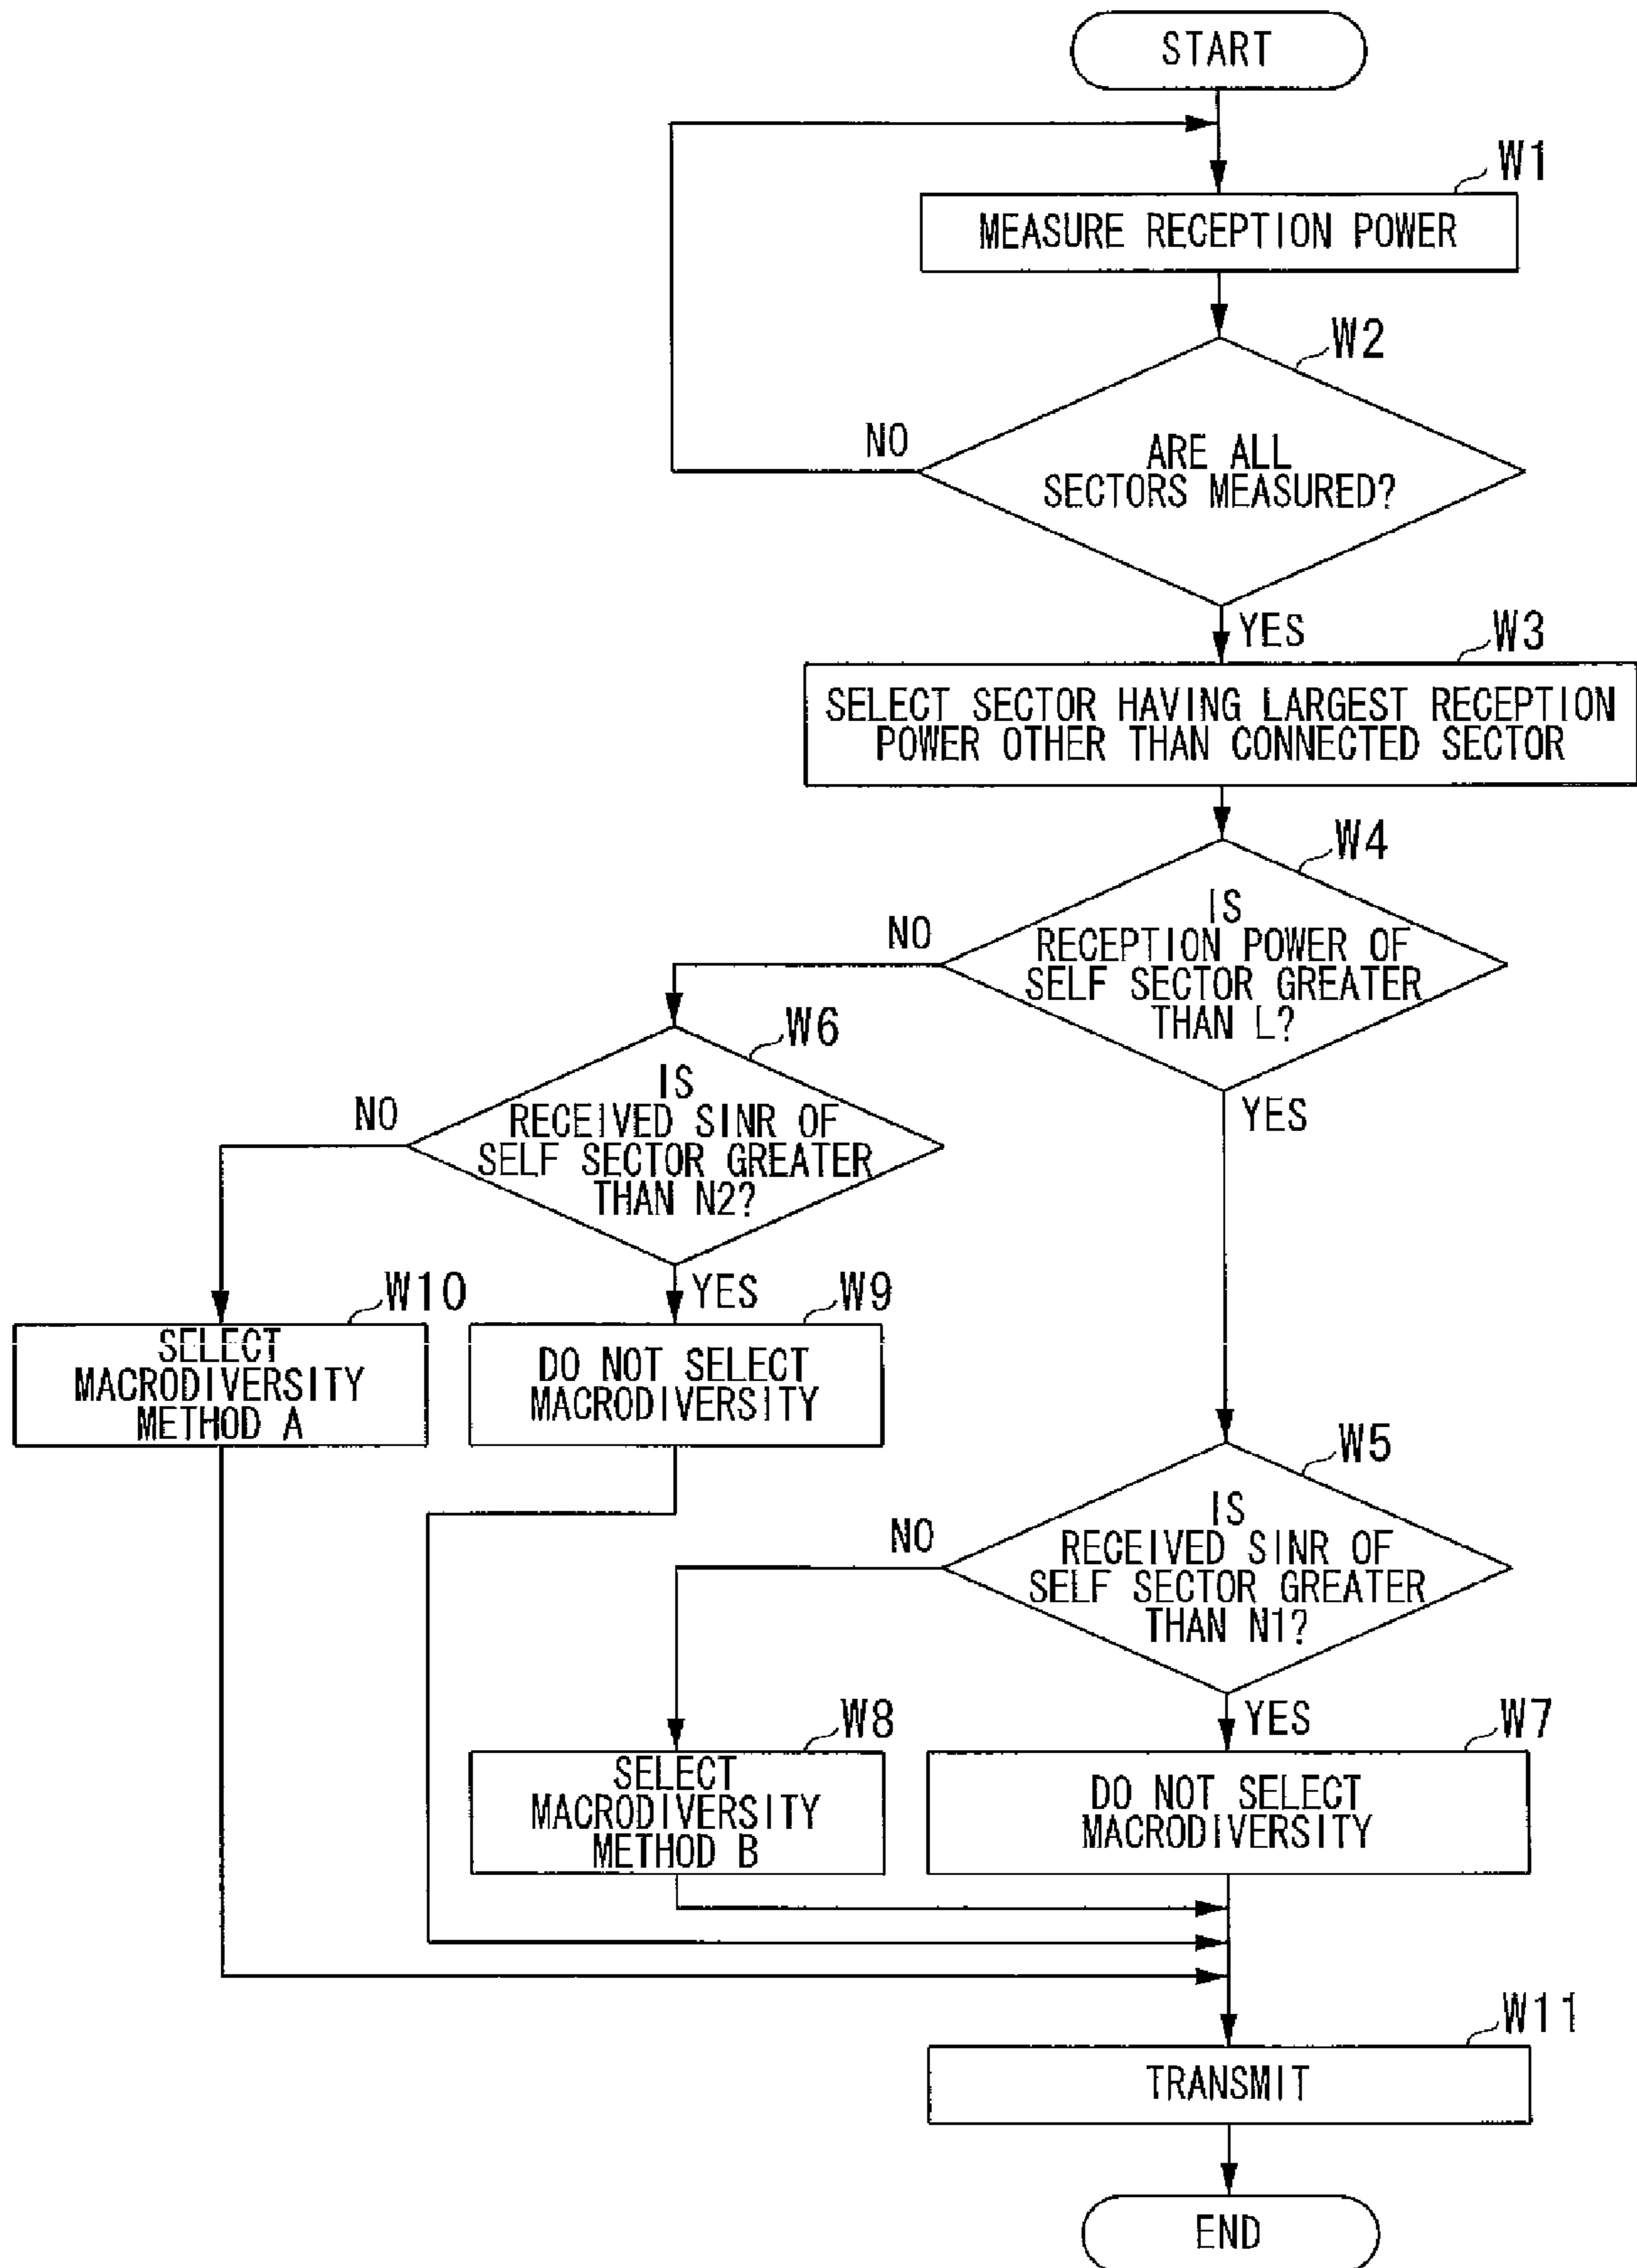 START
W1
MEASURE RECEPTION POWER
W2
NO
ARE ALL
SECTORS MEASURED?
YES
W3
SELECT SECTOR HAVING LARGEST RECEPTION
POWER OTHER THAN CONNECTED SECTOR
W4
NO
IS
RECEPTION POWER OF
SELF SECTOR GREATER
THAN L?
YES
W6
NO
IS
RECEIVED SINR OF
SELF SECTOR GREATER
THAN N2?
YES
W10
SELECT
MACRODIVERSITY
METHOD A
W9
DO NOT SELECT
MACRODIVERSITY
W5
NO
IS
RECEIVED SINR OF
SELF SECTOR GREATER
THAN N1?
YES
W8
SELECT
MACRODIVERSITY
METHOD B
W7
DO NOT SELECT
MACRODIVERSITY
W11
TRANSMIT
END